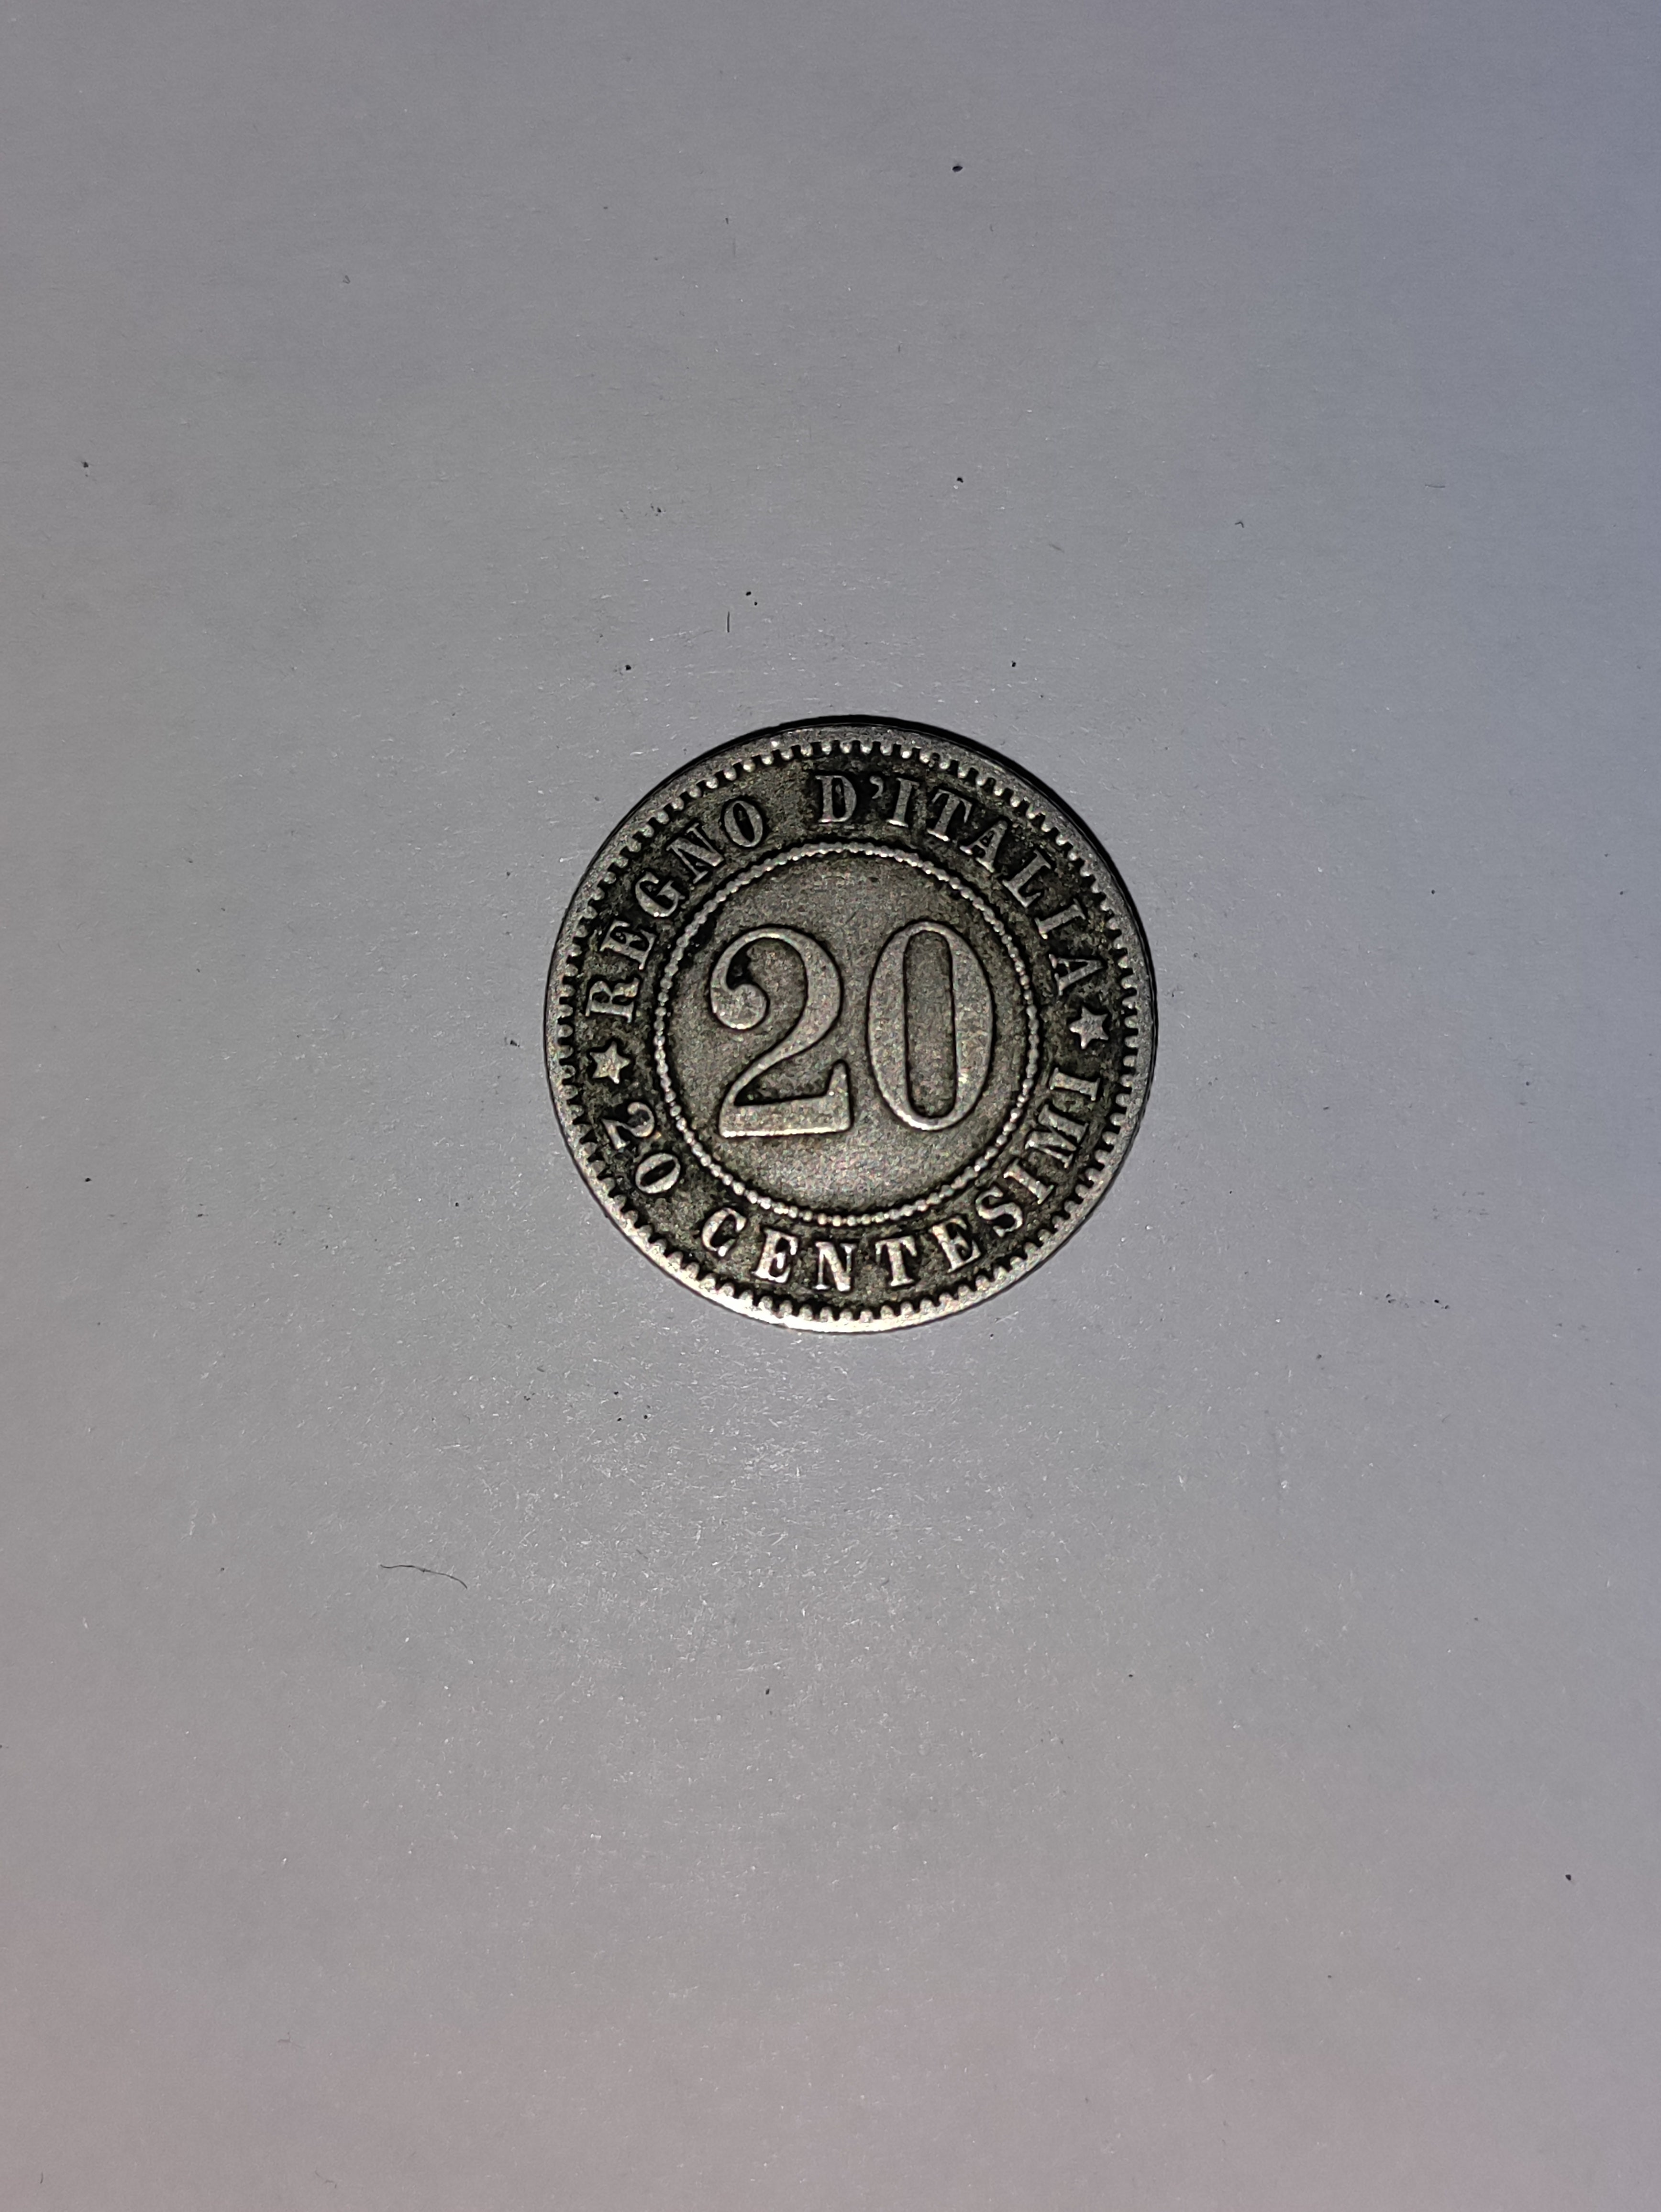 ★ REGNO D'ITALIA ★
20
20 CENTESIMI